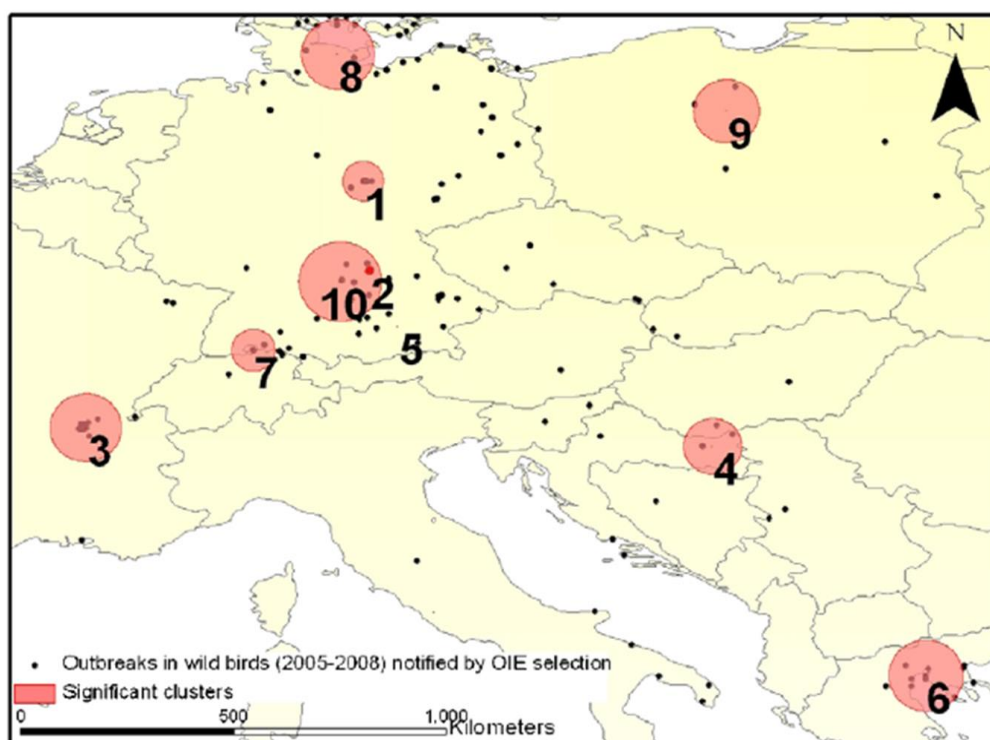 N
8
9
1
10 2
5
7
3
4
6
Outbreaks in wild birds (2005-2008) notified by OIE selection
Significant clusters
0 500 1,000
Kilometers